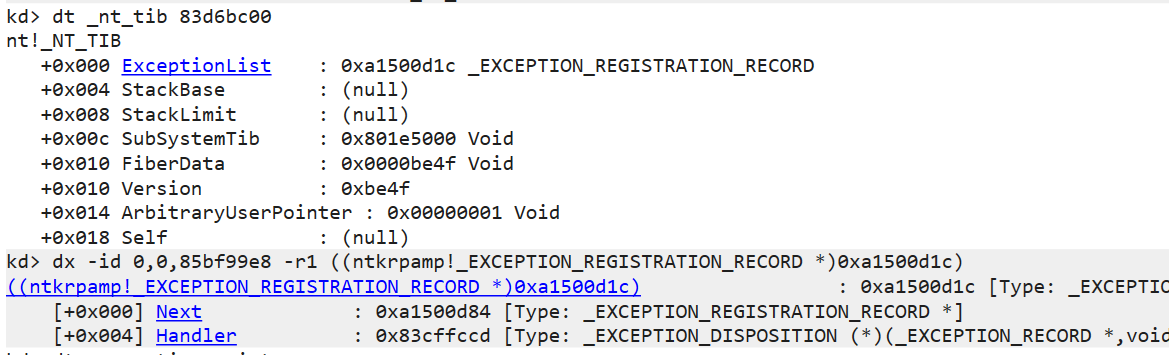 kd> dt _nt_tib 83d6bc00
nt!_NT_TIB
   +0x000 ExceptionList    : 0xa1500d1c _EXCEPTION_REGISTRATION_RECORD
   +0x004 StackBase        : (null)
   +0x008 StackLimit       : (null)
   +0x00c SubSystemTib     : 0x801e5000 Void
   +0x010 FiberData        : 0x0000be4f Void
   +0x010 Version          : 0xbe4f
   +0x014 ArbitraryUserPointer : 0x00000001 Void
   +0x018 Self             : (null)
kd> dx -id 0,0,85bf99e8 -r1 ((ntkrpamp!_EXCEPTION_REGISTRATION_RECORD *)0xa1500d1c)
((ntkrpamp!_EXCEPTION_REGISTRATION_RECORD *)0xa1500d1c)                 : 0xa1500d1c [Type: _EXCEPTIO
    [+0x000] Next             : 0xa1500d84 [Type: _EXCEPTION_REGISTRATION_RECORD *]
    [+0x004] Handler          : 0x83cffccd [Type: _EXCEPTION_DISPOSITION (*)(_EXCEPTION_RECORD *,void